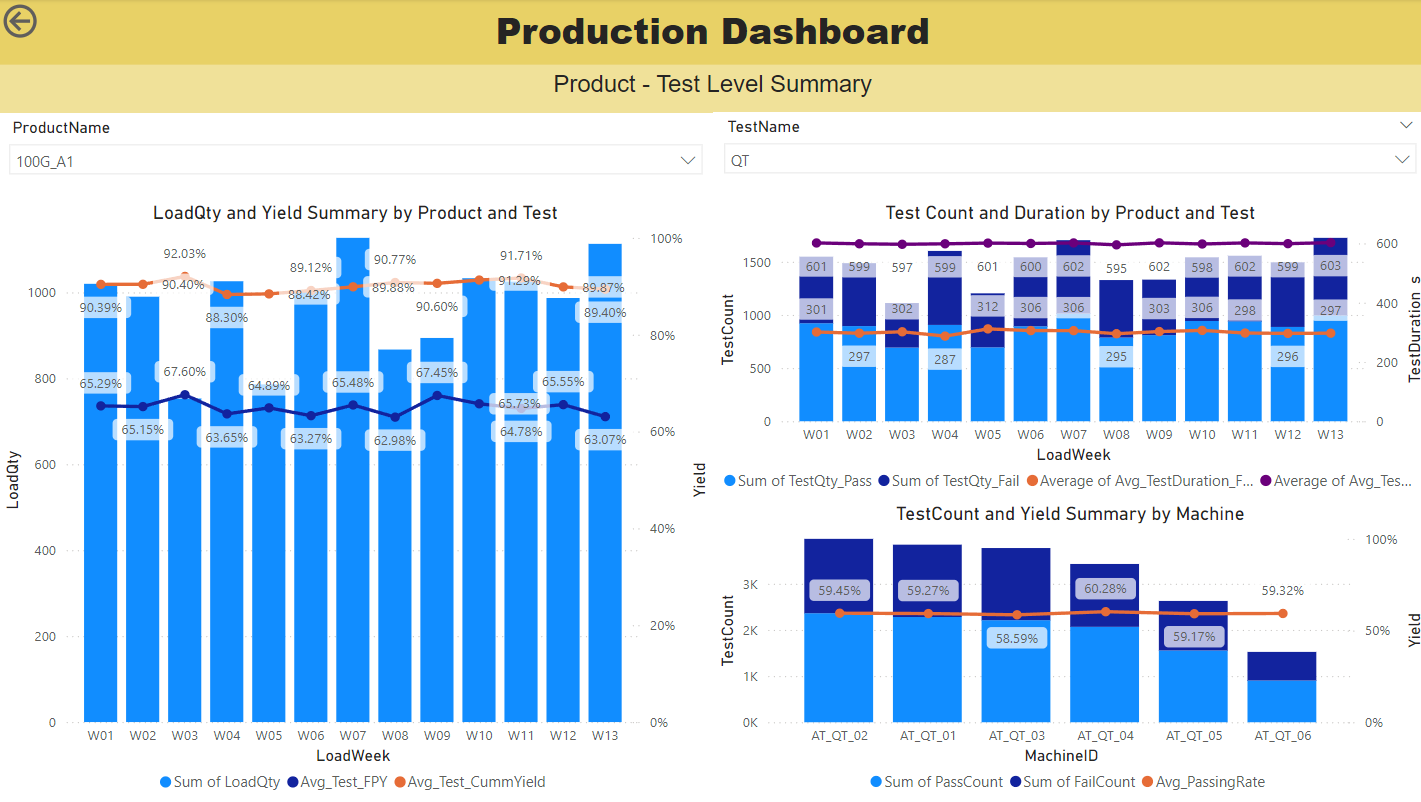 Production Dashboard
Product - Test Level Summary
ProductName
100G_A1
TestName
QT
LoadQty and Yield Summary by Product and Test
LoadQty
Yield
1000
800
600
400
200
0
100%
80%
60%
40%
20%
0%
92.03%
90.77%
91.71%
89.12%
90.40%
88.42%
89.88%
91.29%
89.87%
90.39%
88.30%
90.60%
89.40%
67.60%
65.29%
64.89%
65.48%
67.45%
65.55%
65.15%
63.65%
63.27%
62.98%
65.73%
64.78%
63.07%
W01 W02 W03 W04 W05 W06 W07 W08 W09 W10 W11 W12 W13
LoadWeek
Sum of LoadQty Avg_Test_FPY Avg_Test_CummYield
Test Count and Duration by Product and Test
TestCount
TestDuration_s
1500
1000
500
0
600
400
200
0
601 599 597 599 601 600 602 595 602 598 602 599 603
301 302 312 306 306 303 306 298 297
297 287 295 296
W01 W02 W03 W04 W05 W06 W07 W08 W09 W10 W11 W12 W13
LoadWeek
Sum of TestQty_Pass Sum of TestQty_Fail Average of Avg_TestDuration_F... Average of Avg_Tes...
TestCount and Yield Summary by Machine
TestCount
Yield
3K
2K
1K
0K
100%
50%
0%
59.45% 59.27% 60.28% 59.32%
58.59% 59.17%
AT_QT_02 AT_QT_01 AT_QT_03 AT_QT_04 AT_QT_05 AT_QT_06
MachineID
Sum of PassCount Sum of FailCount Avg_PassingRate